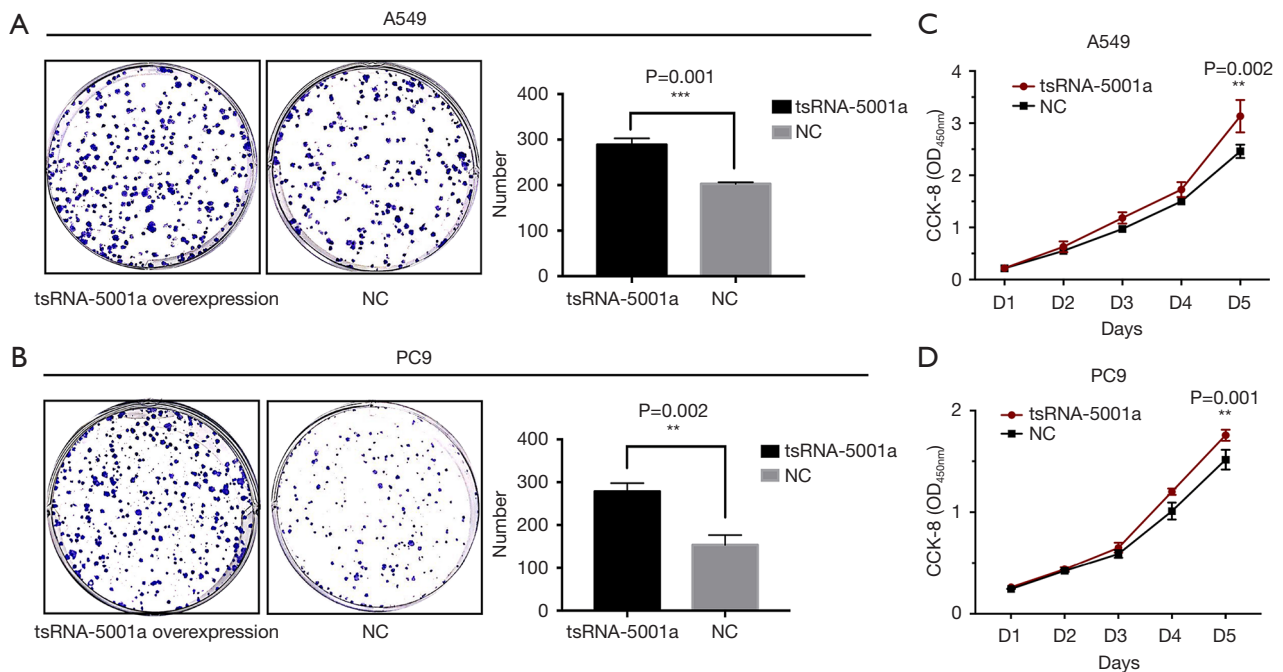 A
A549
tsRNA-5001a overexpression
NC
P=0.001
***
tsRNA-5001a
NC
Number
400
300
200
100
0
tsRNA-5001a
NC
B
PC9
tsRNA-5001a overexpression
NC
P=0.002
**
tsRNA-5001a
NC
Number
400
300
200
100
0
tsRNA-5001a
NC
C
A549
tsRNA-5001a
NC
P=0.002
**
CCK-8 (OD450nm)
4
3
2
1
0
D1 D2 D3 D4 D5
Days
D
PC9
tsRNA-5001a
NC
P=0.001
**
CCK-8 (OD450nm)
2
1
0
D1 D2 D3 D4 D5
Days